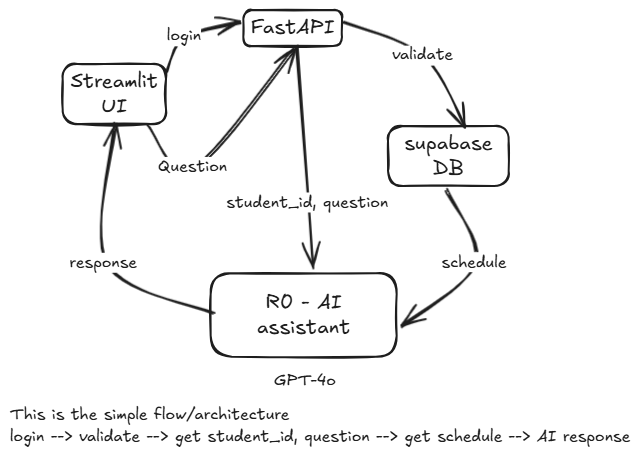 FastAPI
login
validate
Streamlit
UI
supabase
DB
Question
student_id, question
response
schedule
RO - AI
assistant
GPT-4o
This is the simple flow/architecture
login --> validate --> get student_id, question --> get schedule --> AI response